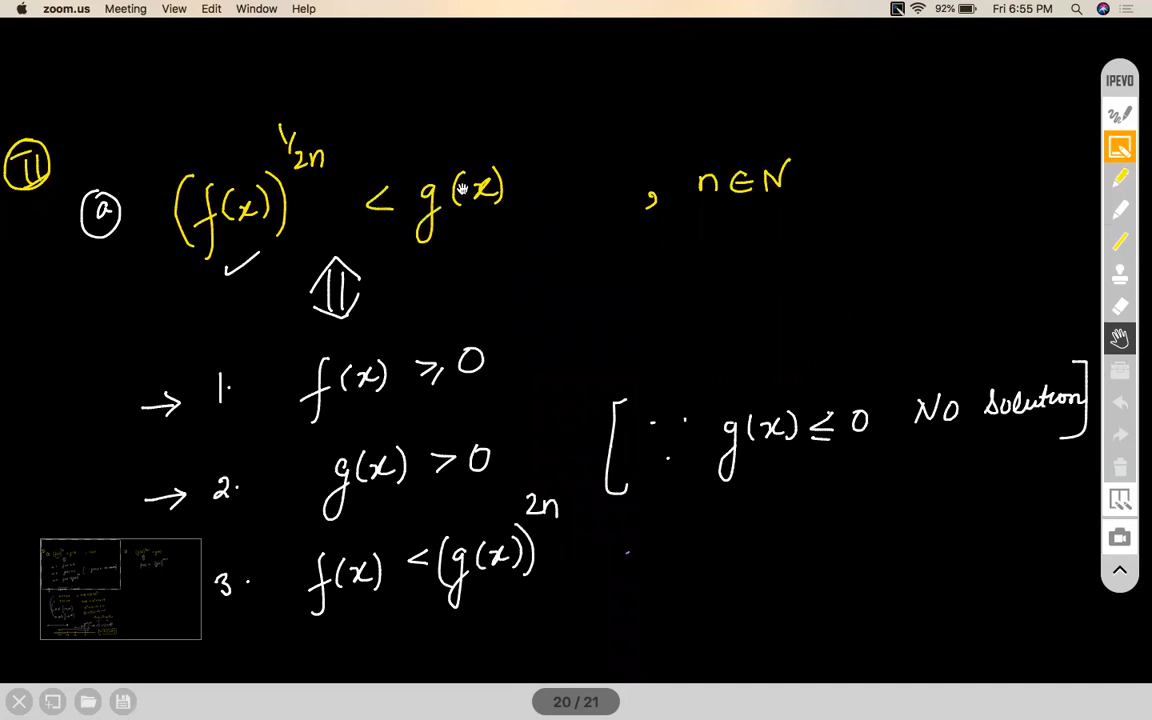 zoom.us Meeting View Edit Window Help 92% Fri 6:55 PM
IPEVO
II
a (f(x))^{1/2n} < g(x) , n ∈ N
✓
⇕
→ 1. f(x) ⩾ 0
[∵ g(x) ≤ 0 No Solution]
→ 2. g(x) > 0
3. f(x) < (g(x))^{2n}
20 / 21